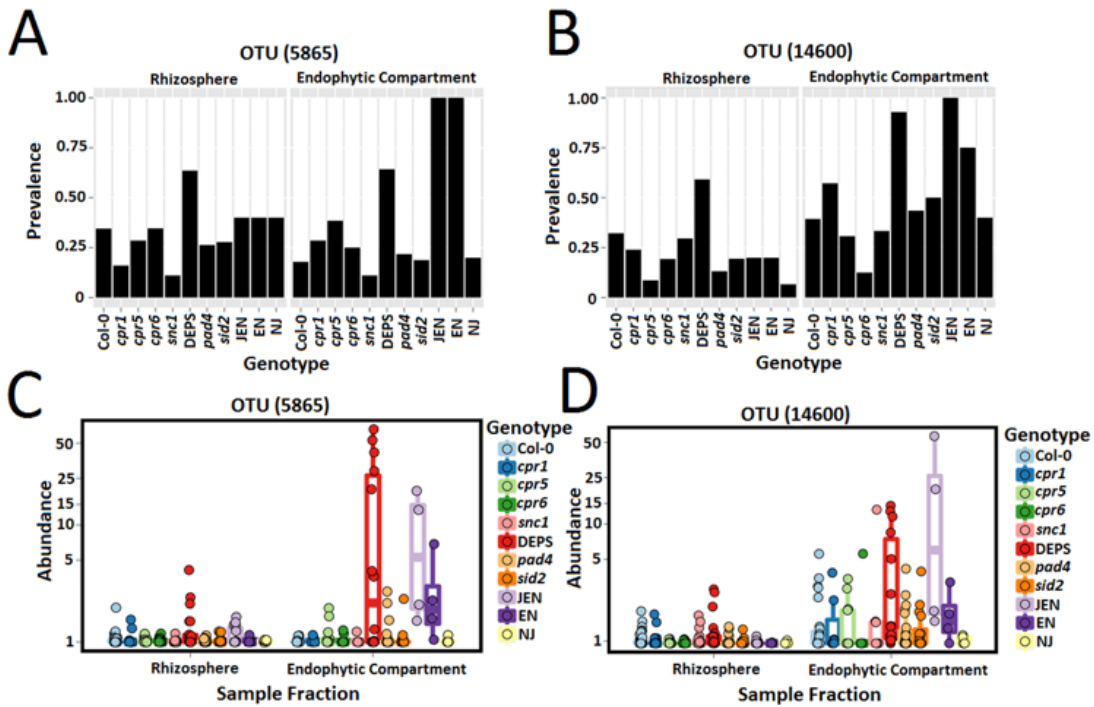 A
OTU (5865)
Rhizosphere
Endophytic Compartment
Prevalence
1.00
0.75
0.50
0.25
0
Col-0 cpr1 cpr5 cpr6 snc1 DEPS pad4 sid2 JEN EN NJ
Col-0 cpr1 cpr5 cpr6 snc1 DEPS pad4 sid2 JEN EN NJ
Genotype
B
OTU (14600)
Rhizosphere
Endophytic Compartment
Prevalence
1.00
0.75
0.50
0.25
0
Col-0 cpr1 cpr5 cpr6 snc1 DEPS pad4 sid2 JEN EN NJ
Col-0 cpr1 cpr5 cpr6 snc1 DEPS pad4 sid2 JEN EN NJ
Genotype
C
OTU (5865)
Abundance
50
25
15
10
5
1
Rhizosphere
Endophytic Compartment
Sample Fraction
Genotype
Col-0
cpr1
cpr5
cpr6
snc1
DEPS
pad4
sid2
JEN
EN
NJ
D
OTU (14600)
Abundance
50
25
15
10
5
1
Rhizosphere
Endophytic Compartment
Sample Fraction
Genotype
Col-0
cpr1
cpr5
cpr6
snc1
DEPS
pad4
sid2
JEN
EN
NJ